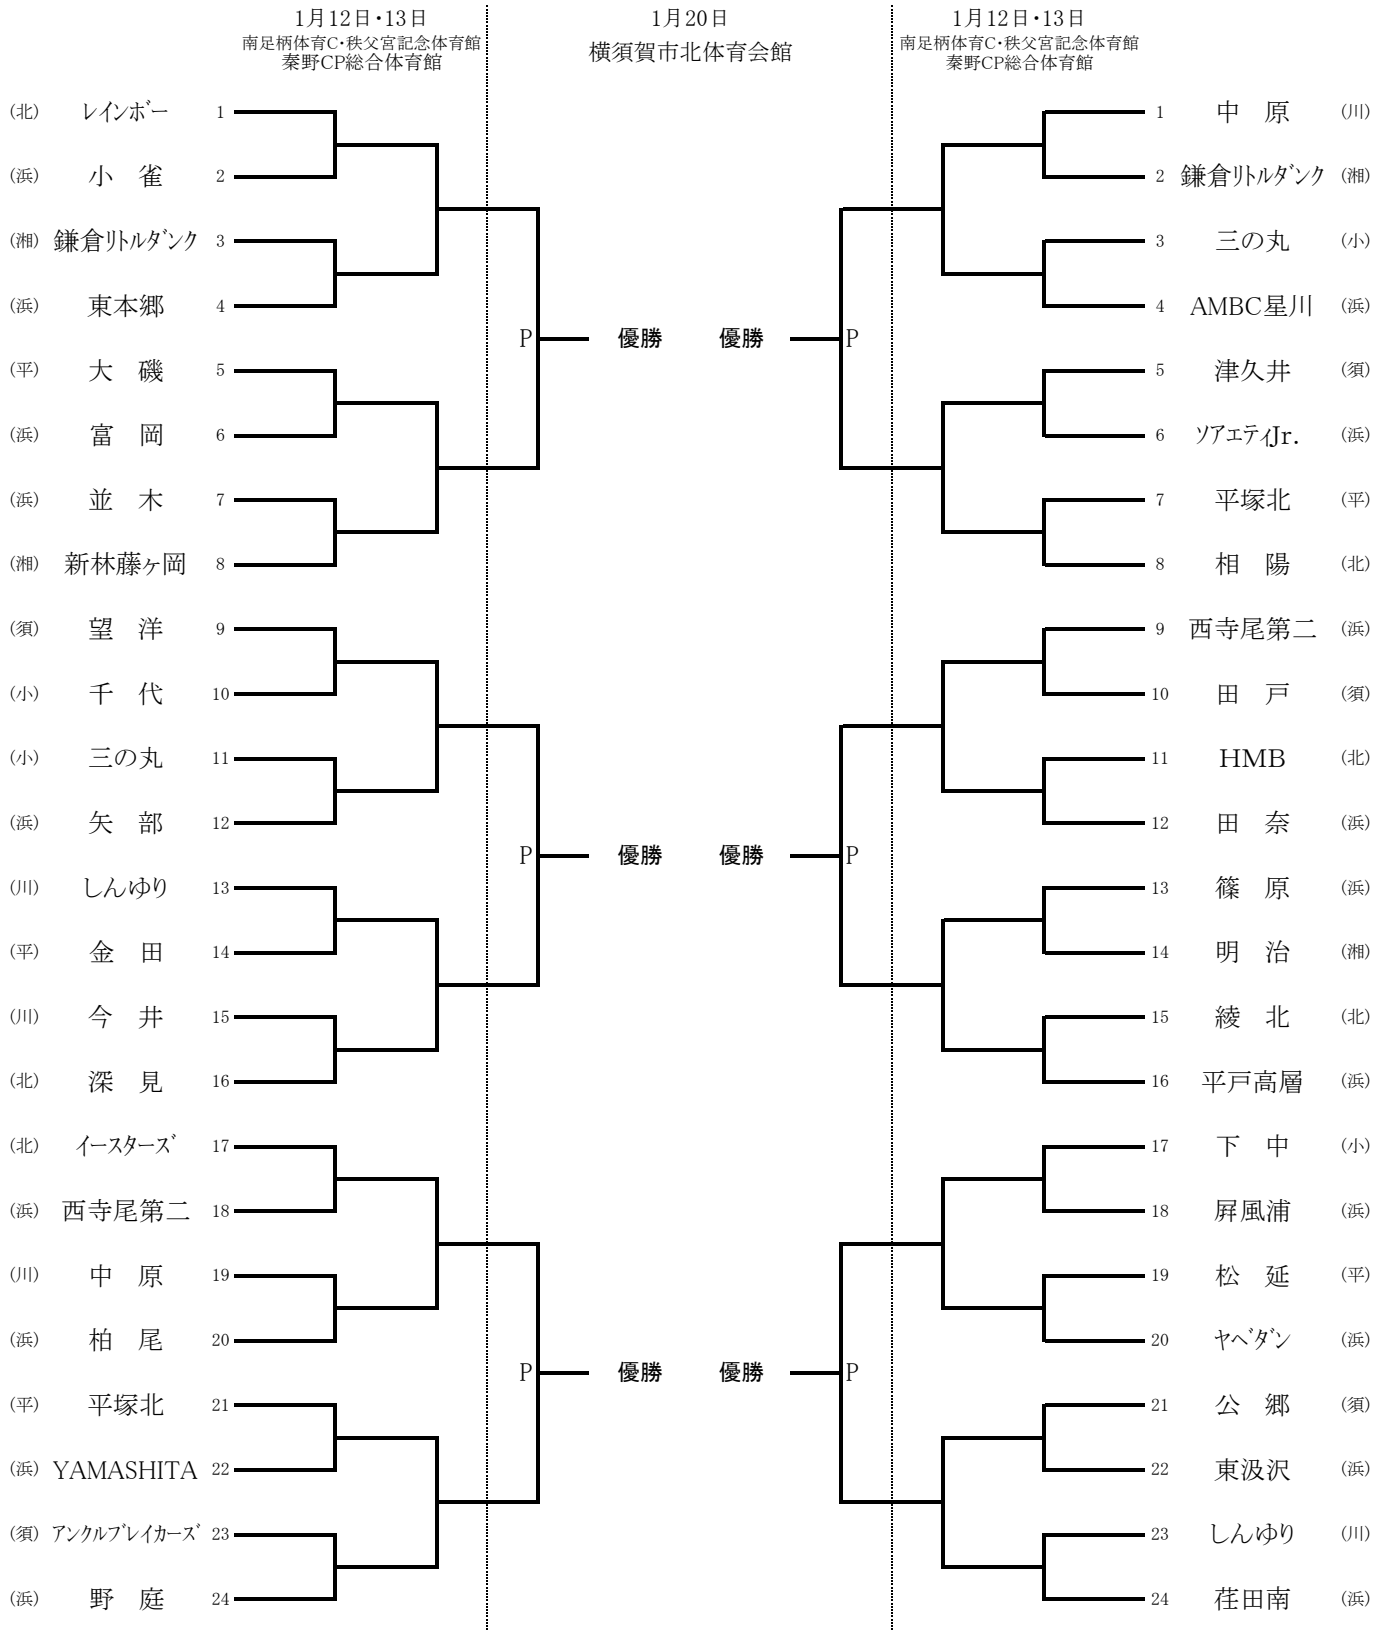 1月12日・13日 1月20日 1月12日・13日
南足柄体育C・秩父宮記念体育館 横須賀市北体育会館 南足柄体育C・秩父宮記念体育館
秦野CP総合体育館 秦野CP総合体育館
(北) レインボー 1 1 中 原 (川)
(浜) 小 雀 2 2 鎌倉リトルダンク (湘)
(湘) 鎌倉リトルダンク 3 3 三の丸 (小)
(浜) 東本郷 4 4 AMBC星川 (浜)
P 優勝 優勝 P
(平) 大 磯 5 5 津久井 (須)
(浜) 富 岡 6 6 ソアエティJr. (浜)
(浜) 並 木 7 7 平塚北 (平)
(湘) 新林藤ヶ岡 8 8 相 陽 (北)
(須) 望 洋 9 9 西寺尾第二 (浜)
(小) 千 代 10 10 田 戸 (須)
(小) 三の丸 11 11 HMB (北)
(浜) 矢 部 12 12 田 奈 (浜)
P 優勝 優勝 P
(川) しんゆり 13 13 篠 原 (浜)
(平) 金 田 14 14 明 治 (湘)
(川) 今 井 15 15 綾 北 (北)
(北) 深 見 16 16 平戸高層 (浜)
(北) イースターズ 17 17 下 中 (小)
(浜) 西寺尾第二 18 18 屛風浦 (浜)
(川) 中 原 19 19 松 延 (平)
(浜) 柏 尾 20 20 ヤベダン (浜)
P 優勝 優勝 P
(平) 平塚北 21 21 公 郷 (須)
(浜) YAMASHITA 22 22 東汲沢 (浜)
(須) アンクルブレイカーズ 23 23 しんゆり (川)
(浜) 野 庭 24 24 荏田南 (浜)